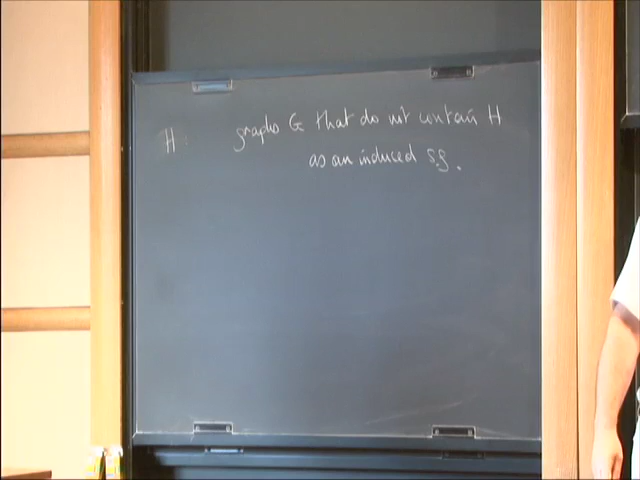 H: graphs G that do not contain H
as an induced s.g.